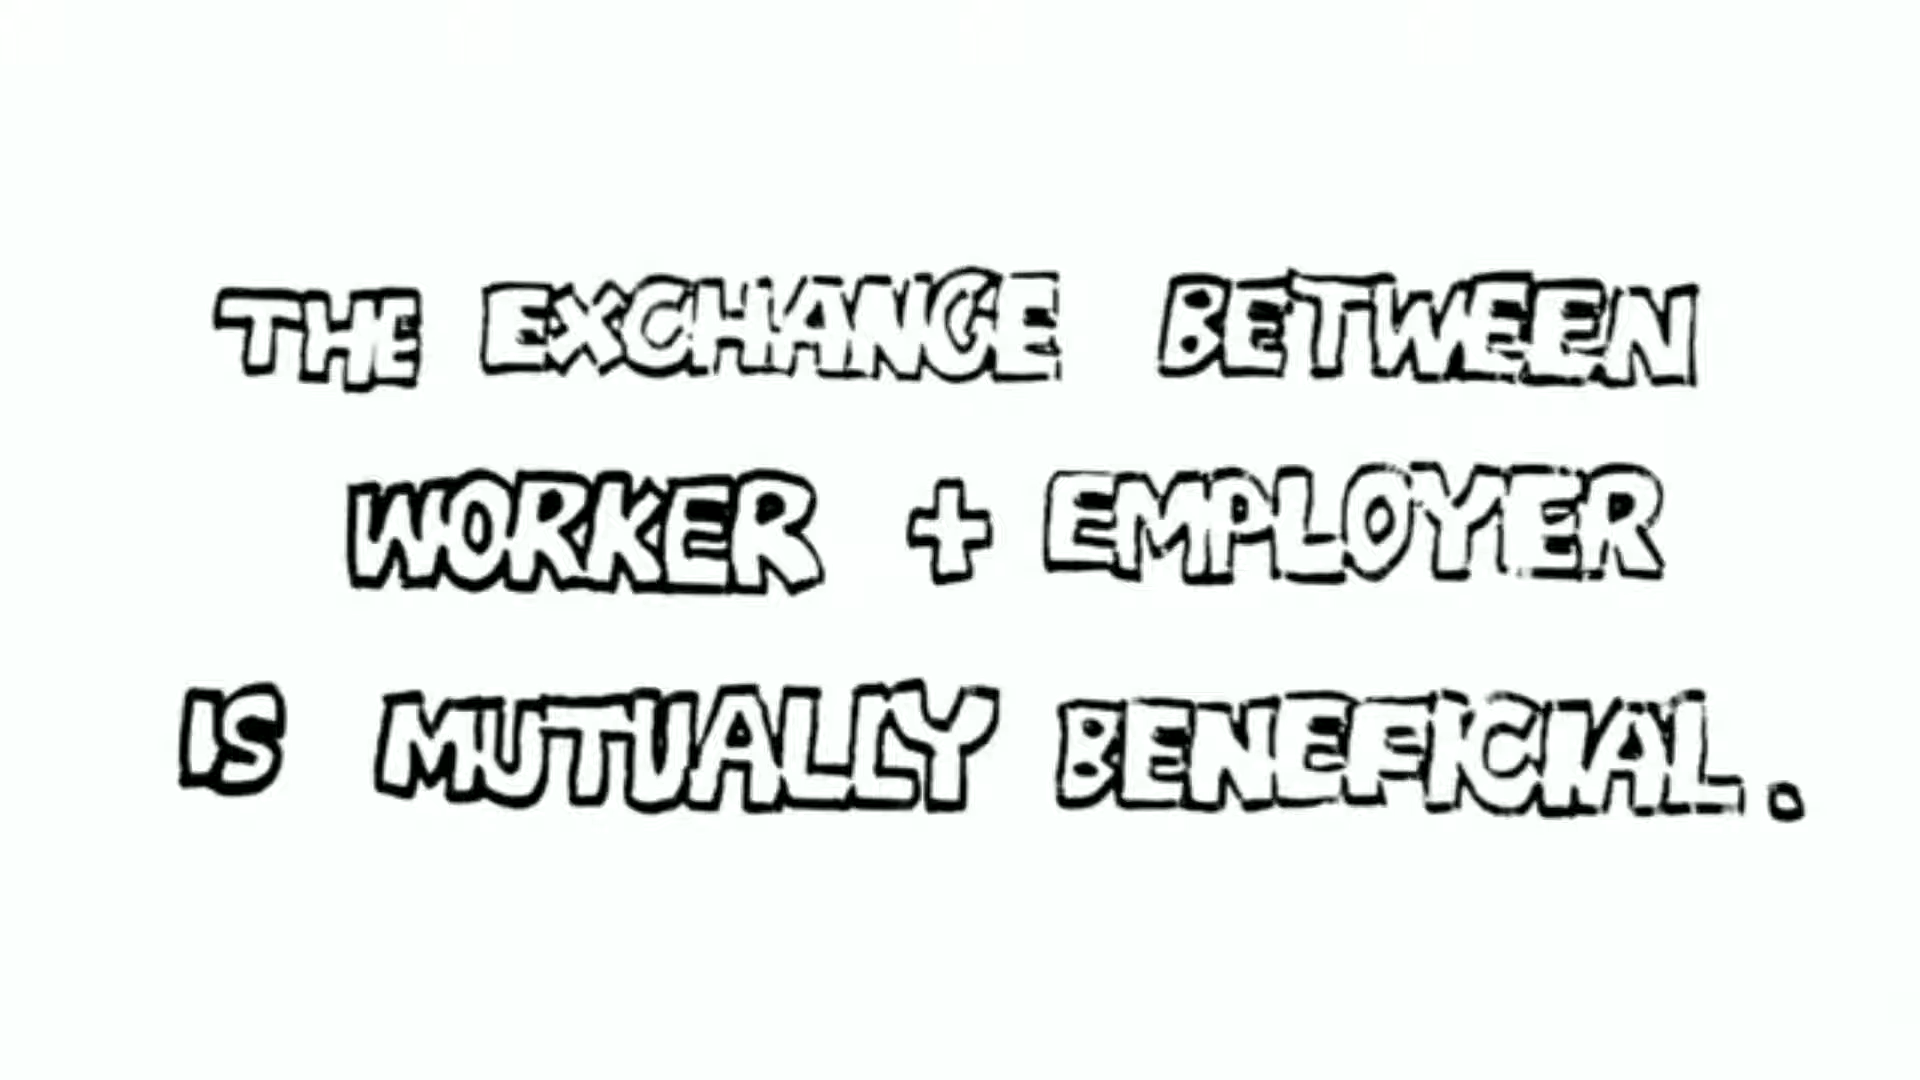 THE EXCHANGE BETWEEN
WORKER + EMPLOYER
IS MUTUALLY BENEFICIAL.